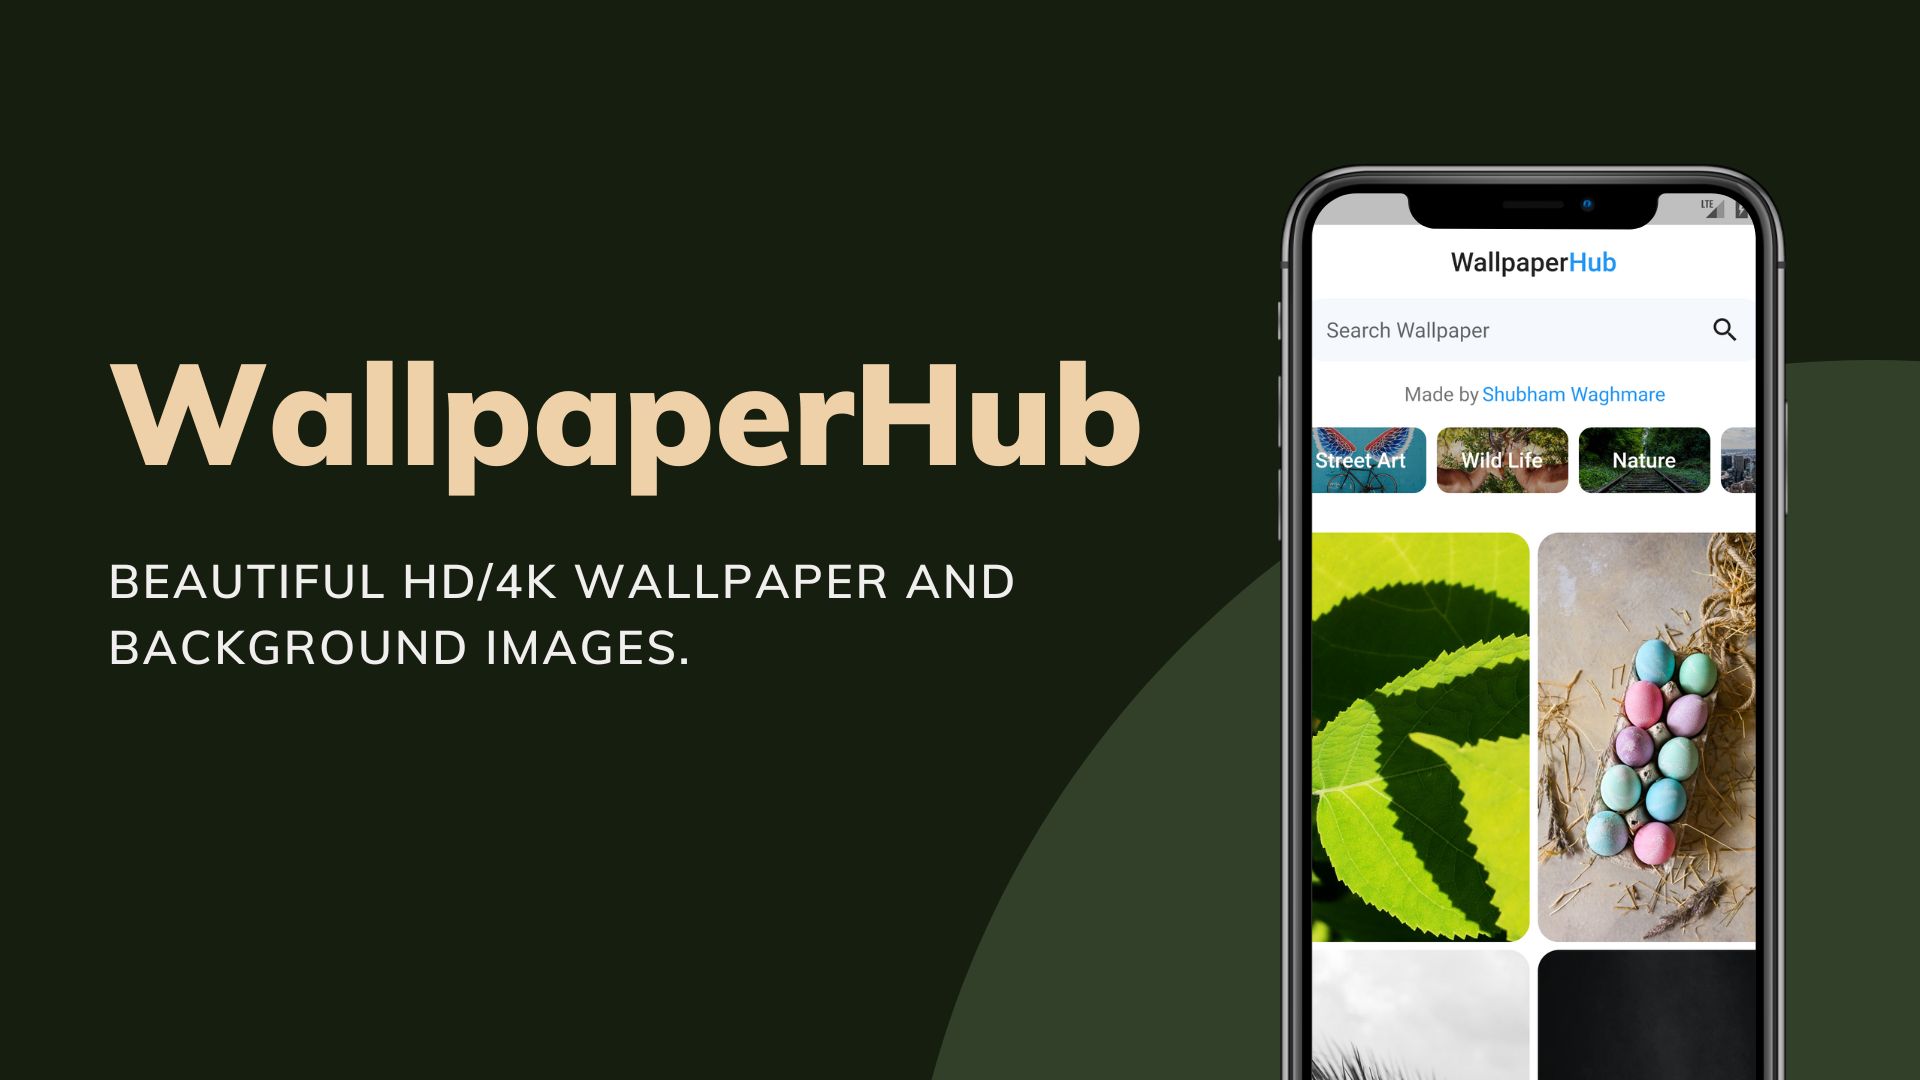 WallpaperHub
BEAUTIFUL HD/4K WALLPAPER AND
BACKGROUND IMAGES.
LTE
WallpaperHub
Search Wallpaper
Made by Shubham Waghmare
Street Art
Wild Life
Nature